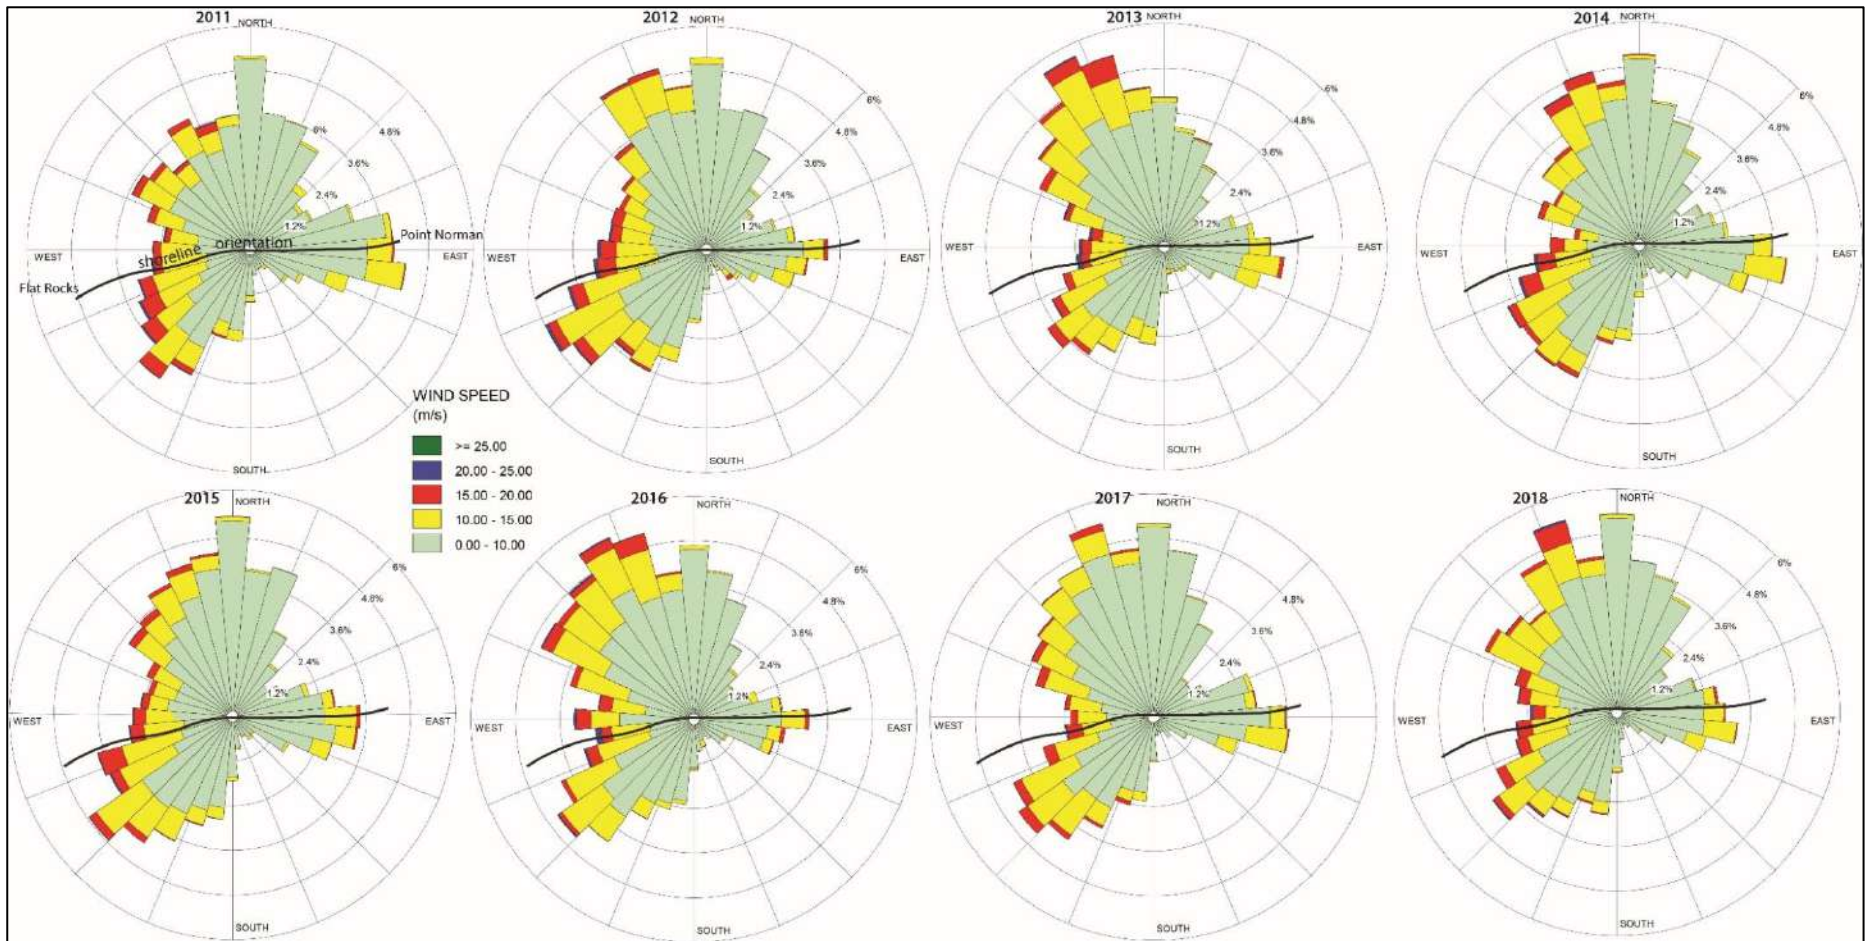 2011
NORTH
6%
4.8%
3.6%
2.4%
1.2%
WEST
shoreline orientation
Point Norman
EAST
Flat Rocks
SOUTH
2012
NORTH
6%
4.8%
3.6%
2.4%
1.2%
WEST
EAST
SOUTH
2013
NORTH
6%
4.8%
3.6%
2.4%
1.2%
WEST
EAST
SOUTH
2014
NORTH
6%
4.8%
3.6%
2.4%
1.2%
WEST
EAST
SOUTH
WIND SPEED
(m/s)
>= 25.00
20.00 - 25.00
15.00 - 20.00
10.00 - 15.00
0.00 - 10.00
2015
NORTH
6%
4.8%
3.6%
2.4%
1.2%
WEST
EAST
SOUTH
2016
NORTH
6%
4.8%
3.6%
2.4%
1.2%
WEST
EAST
SOUTH
2017
NORTH
4.8%
3.6%
2.4%
1.2%
WEST
EAST
SOUTH
2018
NORTH
6%
4.8%
3.6%
2.4%
1.2%
WEST
EAST
SOUTH